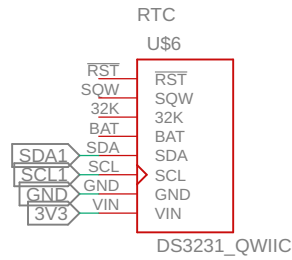 RTC
U$6
RST
SQW
32K
BAT
SDA
SCL
GND
VIN
RST
SQW
32K
BAT
SDA
SCL
GND
VIN
SDA1
SCL1
GND
3V3
DS3231_QWIIC